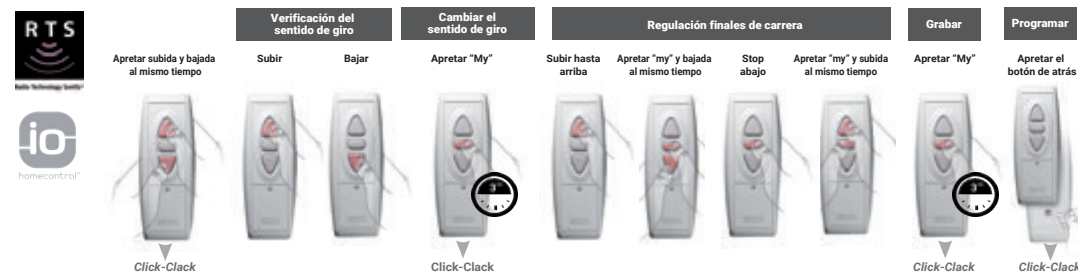 RTS
Radio Technology Somfy
io
homecontrol
Verificación del
sentido de giro
Cambiar el
sentido de giro
Regulación finales de carrera
Grabar
Programar
Apretar subida y bajada
al mismo tiempo
Subir
Bajar
Apretar “My”
Subir hasta
arriba
Apretar “my” y bajada
al mismo tiempo
Stop
abajo
Apretar “my” y subida
al mismo tiempo
Apretar “My”
Apretar el
botón de atrás
3"
3"
Click-Clack
Click-Clack
Click-Clack
Click-Clack